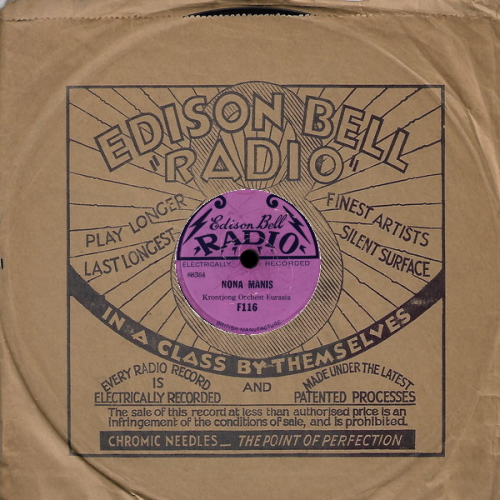 EDISON BELL
"RADIO"
PLAY LONGER
LAST LONGEST
FINEST ARTISTS
SILENT SURFACE
Edison Bell
RADIO
ELECTRICALLY RECORDED
NONA MANIS
Krontjong Orchest Eurasia
F116
BRITISH MANUFACTURE
IN A CLASS BY THEMSELVES
EVERY RADIO RECORD
IS
ELECTRICALLY RECORDED
AND
MADE UNDER THE LATEST
PATENTED PROCESSES
The sale of this record at less than authorised price is an
infringement of the conditions of sale, and is prohibited.
CHROMIC NEEDLES _ THE POINT OF PERFECTION